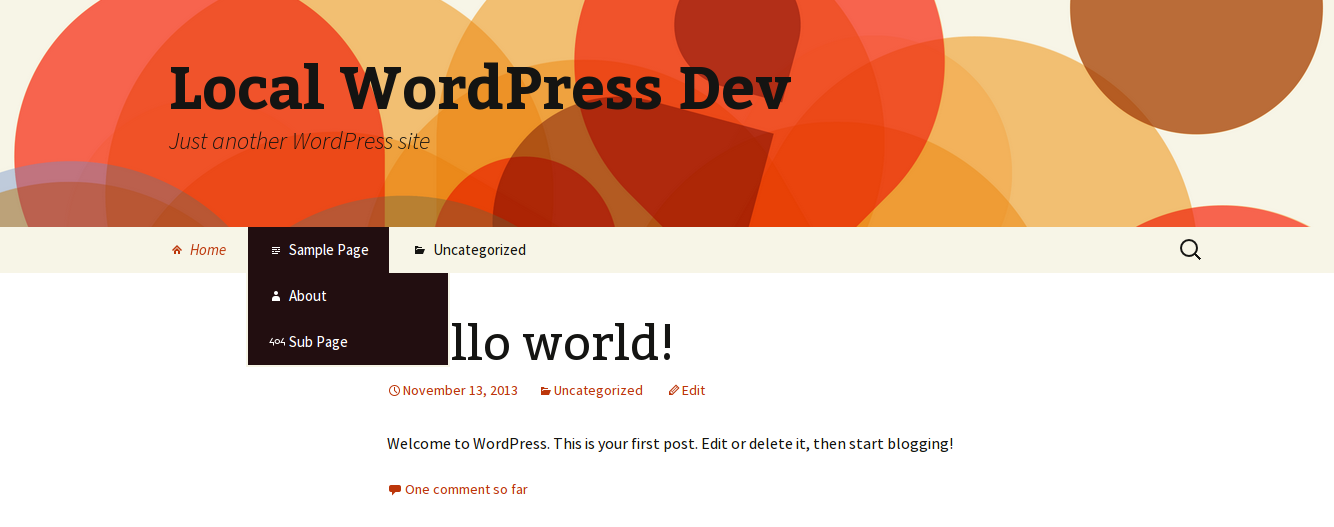 Local WordPress Dev
Just another WordPress site
Home Sample Page Uncategorized
About
404 Sub Page
llo world!
November 13, 2013 Uncategorized Edit
Welcome to WordPress. This is your first post. Edit or delete it, then start blogging!
One comment so far